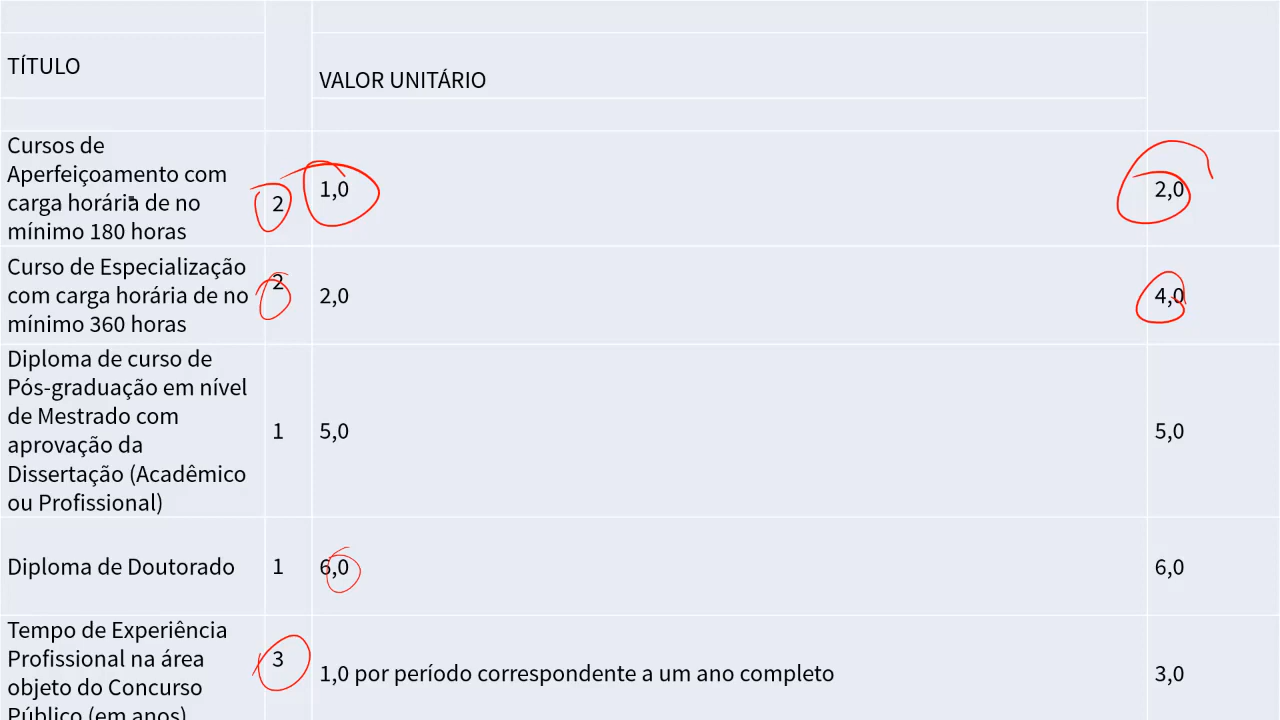 TÍTULO
VALOR UNITÁRIO
Cursos de
Aperfeiçoamento com
carga horária de no
mínimo 180 horas
2
1,0
2,0
Curso de Especialização
com carga horária de no
mínimo 360 horas
2
2,0
4,0
Diploma de curso de
Pós-graduação em nível
de Mestrado com
aprovação da
Dissertação (Acadêmico
ou Profissional)
1
5,0
5,0
Diploma de Doutorado
1
6,0
6,0
Tempo de Experiência
Profissional na área
objeto do Concurso
Público (em anos)
3
1,0 por período correspondente a um ano completo
3,0